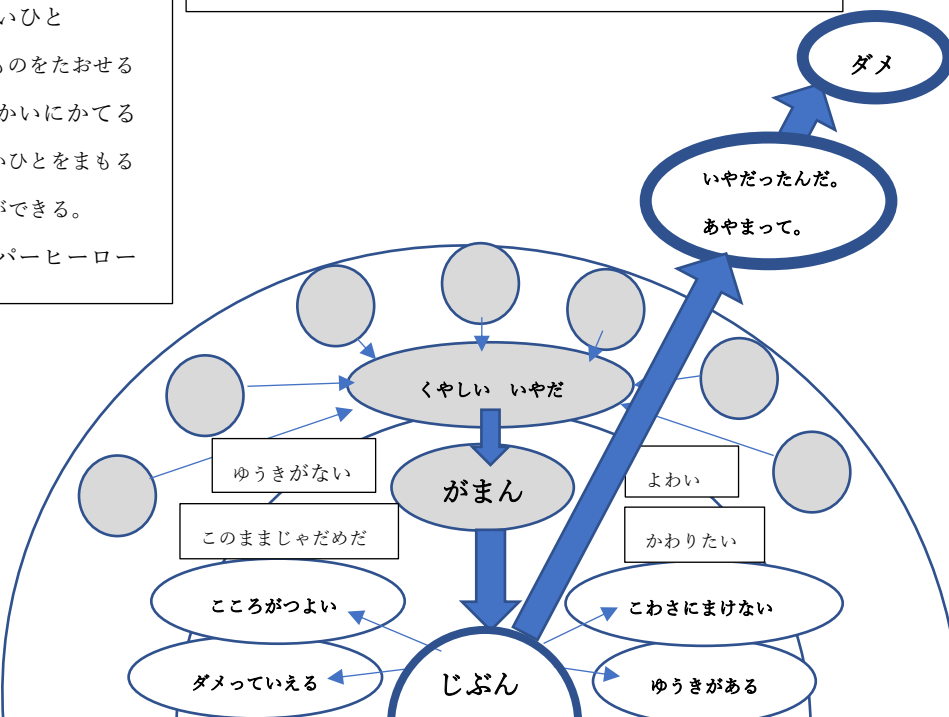 いひと
ものをたおせる
かいにかてる
いひとをまもる
ができる。
パーヒーロー
ダメ
いやだったんだ。
あやまって。
くやしい　いやだ
ゆうきがない
がまん
よわい
このままじゃだめだ
かわりたい
こころがつよい
こわさにまけない
ダメっていえる
じぶん
ゆうきがある